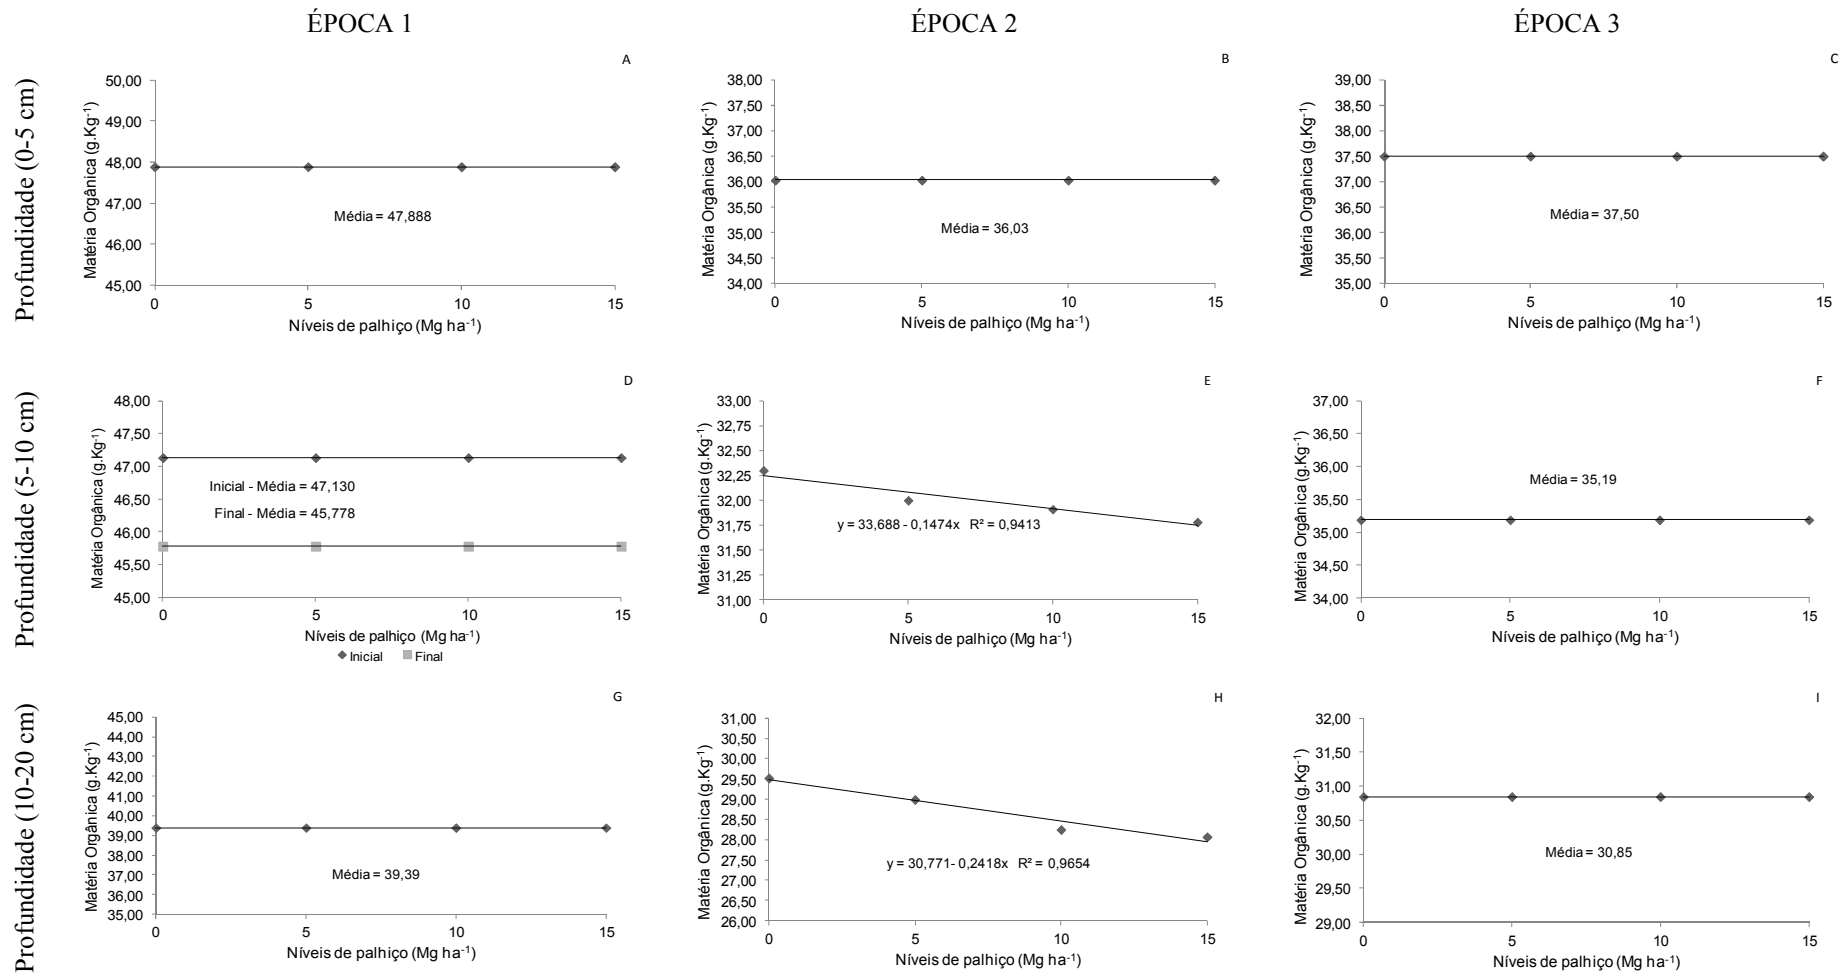 ÉPOCA 1
ÉPOCA 2
ÉPOCA 3
Profundidade (0-5 cm)
A
Matéria Orgânica (g.Kg⁻¹)
50,00
49,00
48,00
47,00
46,00
45,00
Média = 47,888
0 5 10 15
Níveis de palhiço (Mg ha⁻¹)
B
Matéria Orgânica (g.Kg⁻¹)
38,00
37,50
37,00
36,50
36,00
35,50
35,00
34,50
34,00
Média = 36,03
0 5 10 15
Níveis de palhiço (Mg ha⁻¹)
C
Matéria Orgânica (g.Kg⁻¹)
39,00
38,50
38,00
37,50
37,00
36,50
36,00
35,50
35,00
Média = 37,50
0 5 10 15
Níveis de palhiço (Mg ha⁻¹)
Profundidade (5-10 cm)
D
Matéria Orgânica (g.Kg⁻¹)
48,00
47,50
47,00
46,50
46,00
45,50
45,00
Inicial - Média = 47,130
Final - Média = 45,778
0 5 10 15
Níveis de palhiço (Mg ha⁻¹)
Inicial Final
E
Matéria Orgânica (g.Kg⁻¹)
33,00
32,75
32,50
32,25
32,00
31,75
31,50
31,25
31,00
y = 33,688 - 0,1474x R² = 0,9413
0 5 10 15
Níveis de palhiço (Mg ha⁻¹)
F
Matéria Orgânica (g.Kg⁻¹)
37,00
36,50
36,00
35,50
35,00
34,50
34,00
Média = 35,19
0 5 10 15
Níveis de palhiço (Mg ha⁻¹)
Profundidade (10-20 cm)
G
Matéria Orgânica (g.Kg⁻¹)
45,00
44,00
43,00
42,00
41,00
40,00
39,00
38,00
37,00
36,00
35,00
Média = 39,39
0 5 10 15
Níveis de palhiço (Mg ha⁻¹)
H
Matéria Orgânica (g.Kg⁻¹)
31,00
30,50
30,00
29,50
29,00
28,50
28,00
27,50
27,00
26,50
26,00
y = 30,771- 0,2418x R² = 0,9654
0 5 10 15
Níveis de palhiço (Mg ha⁻¹)
I
Matéria Orgânica (g.Kg⁻¹)
32,00
31,50
31,00
30,50
30,00
29,50
29,00
Média = 30,85
0 5 10 15
Níveis de palhiço (Mg ha⁻¹)